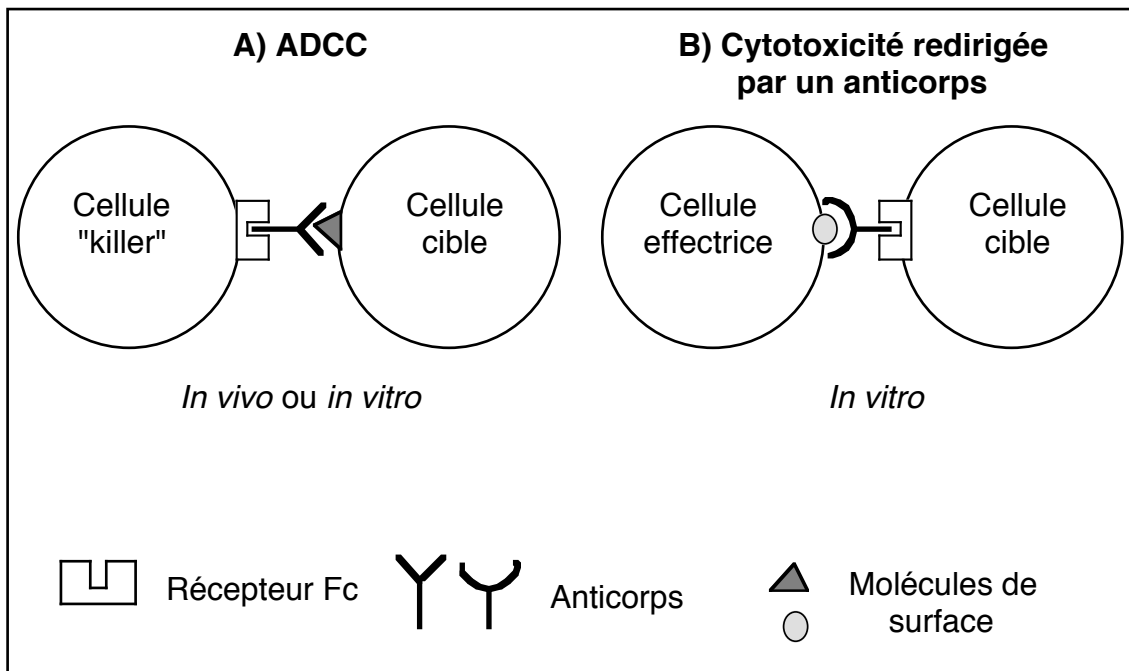 A) ADCC
B) Cytotoxicité redirigée
par un anticorps
Cellule
"killer"
Cellule
cible
Cellule
effectrice
Cellule
cible
In vivo ou in vitro
In vitro
Récepteur Fc
Anticorps
Molécules de
surface